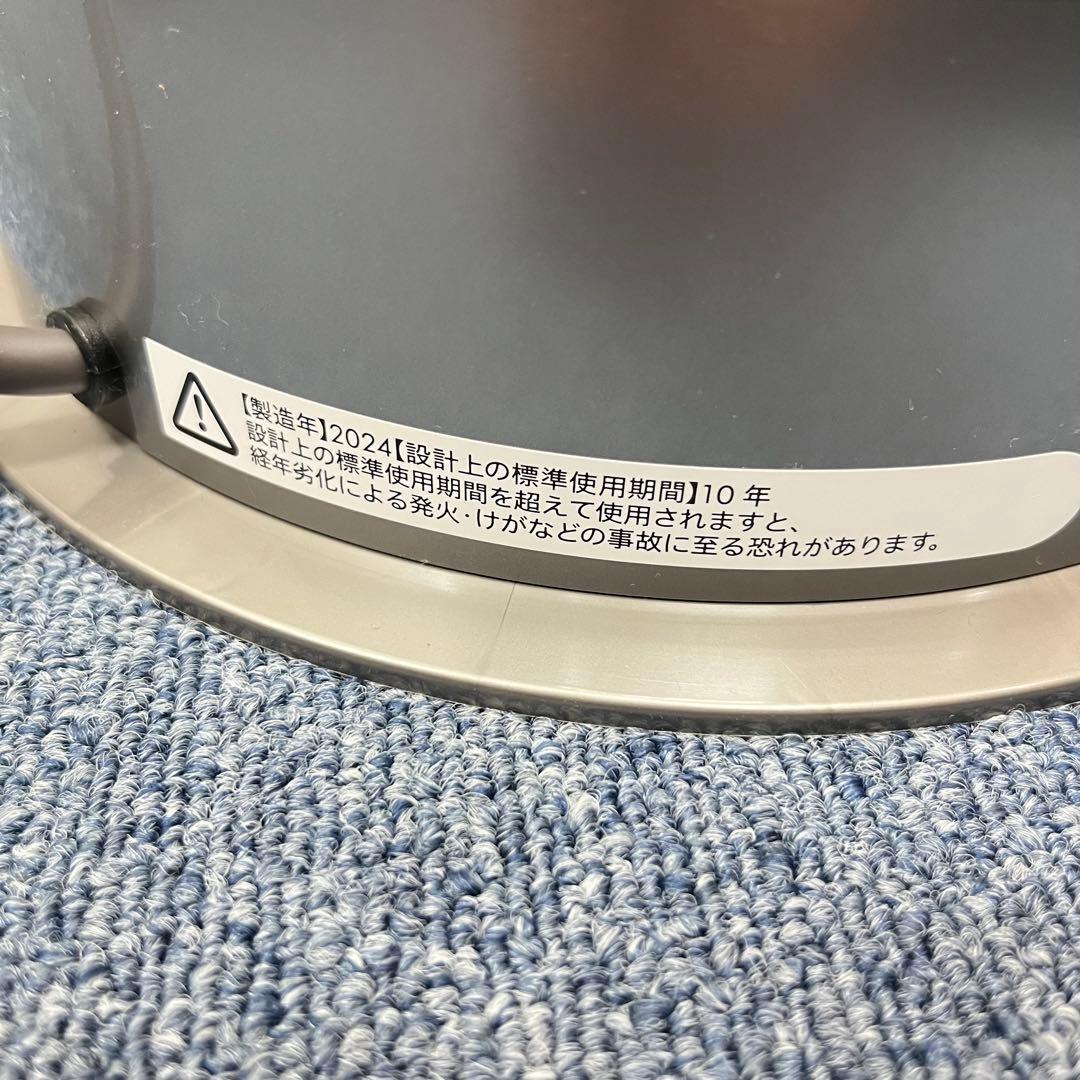 【製造年】2024【設計上の標準使用期間】10年
設計上の標準使用期間を超えて使用されますと、
経年劣化による発火・けがなどの事故に至る恐れがあります。